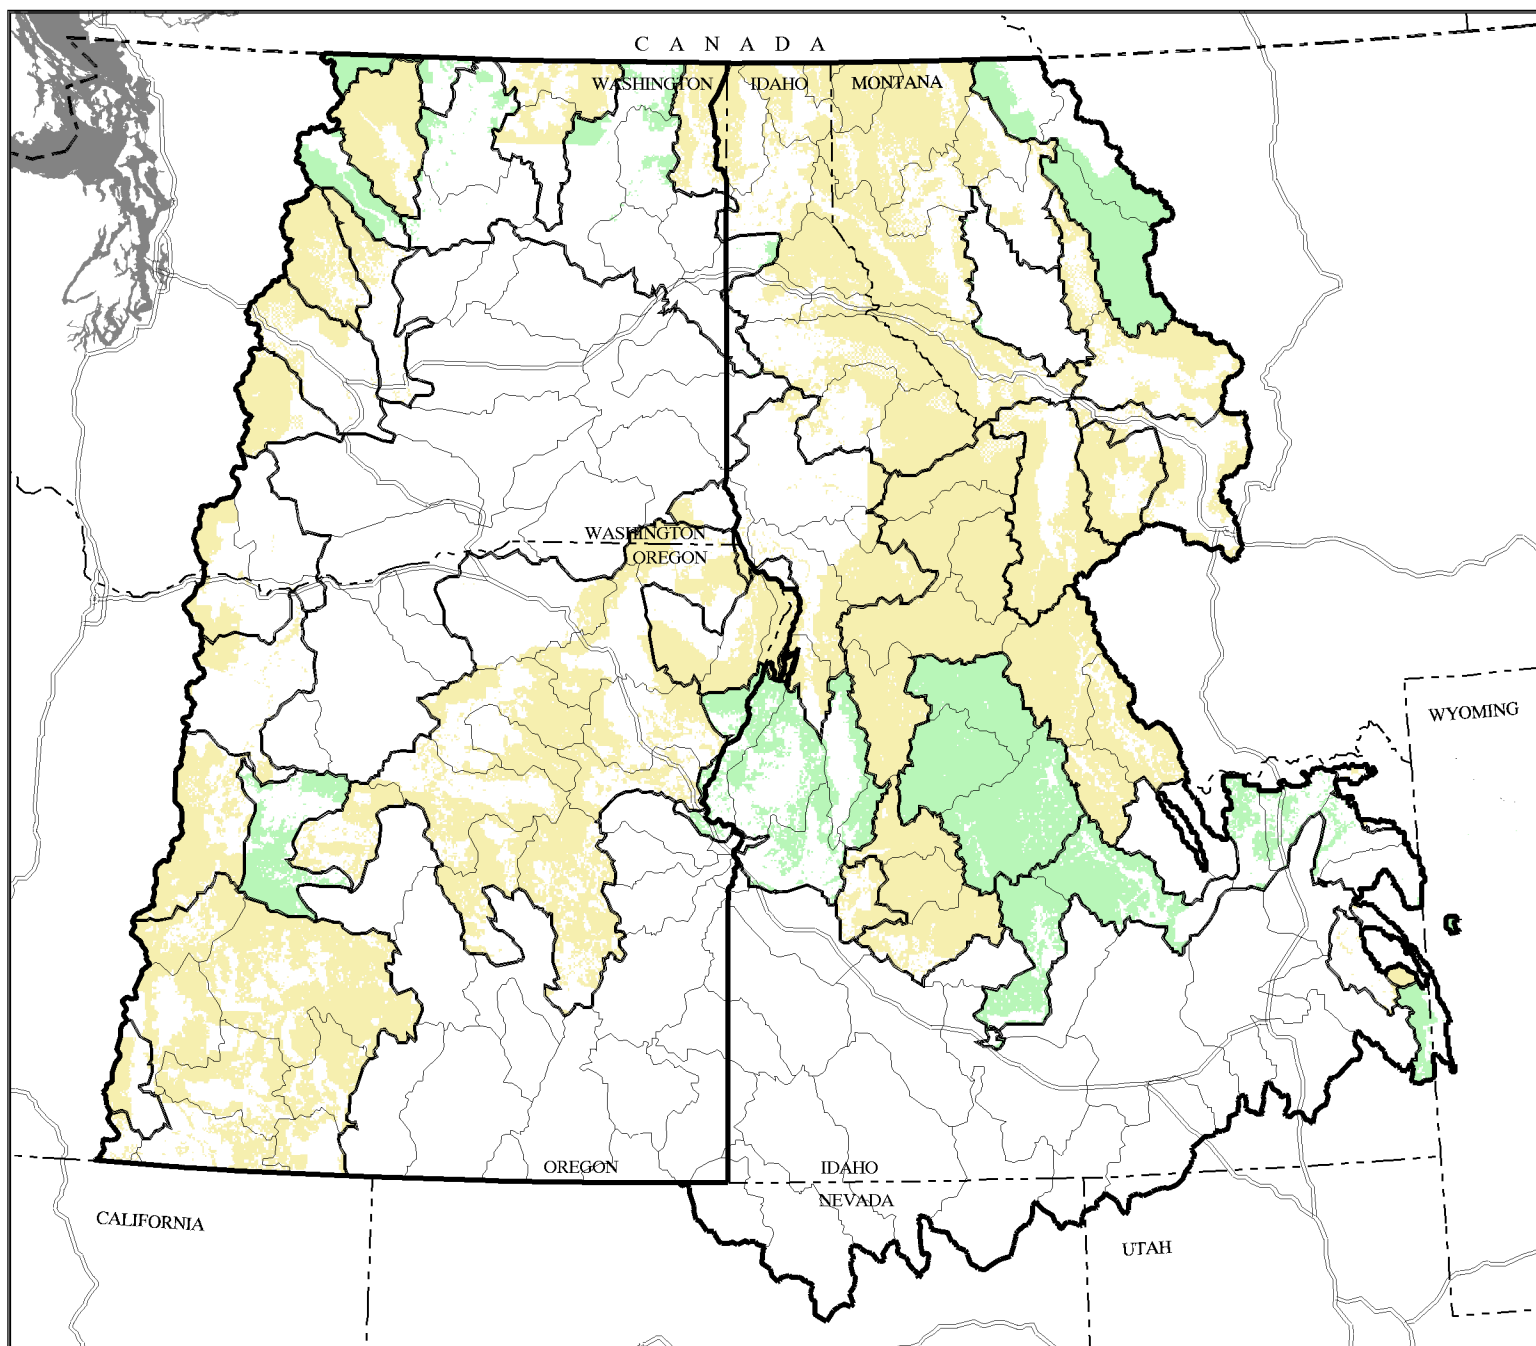 C A N A D A
WASHINGTON
IDAHO
MONTANA
WASHINGTON
OREGON
WYOMING
OREGON
IDAHO
NEVADA
CALIFORNIA
UTAH